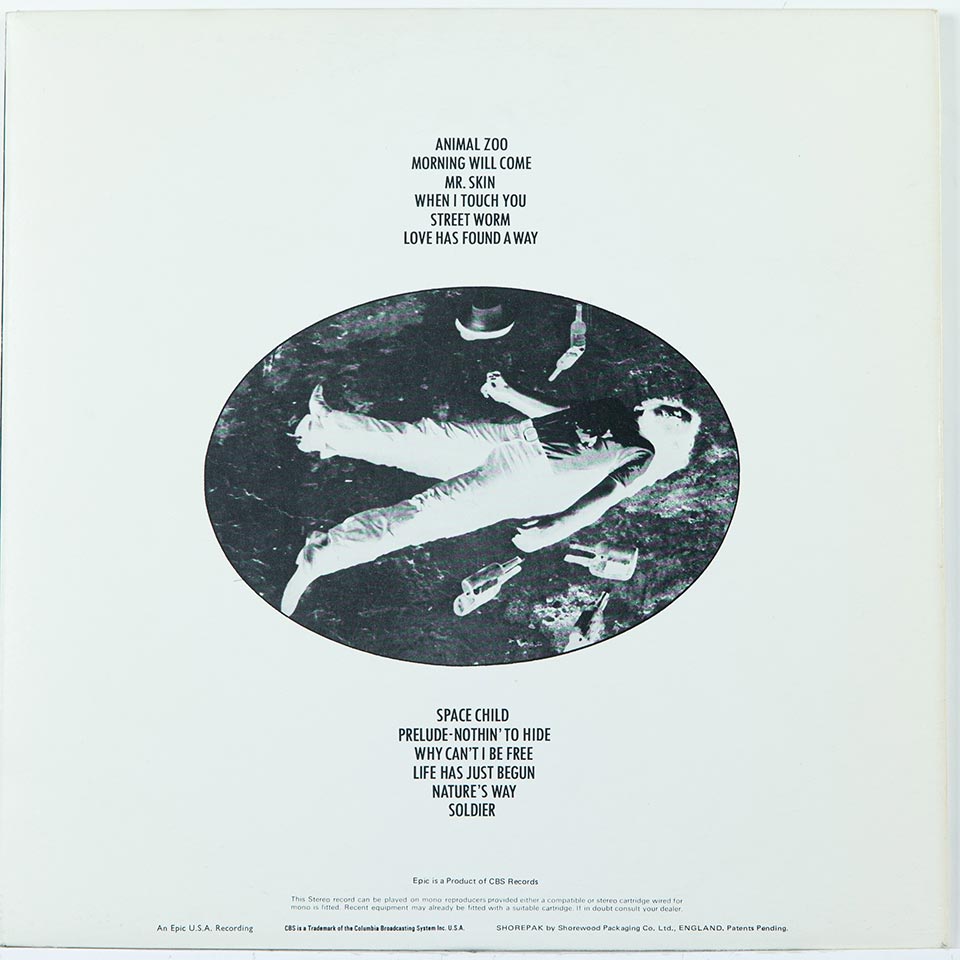 ANIMAL ZOO
MORNING WILL COME
MR. SKIN
WHEN I TOUCH YOU
STREET WORM
LOVE HAS FOUND A WAY
SPACE CHILD
PRELUDE-NOTHIN' TO HIDE
WHY CAN'T I BE FREE
LIFE HAS JUST BEGUN
NATURE'S WAY
SOLDIER
Epic is a Product of CBS Records
This Stereo record can be played on mono reproducers provided either a compatible or stereo cartridge wired for
mono is fitted. Recent equipment may already be fitted with a suitable cartridge. If in doubt consult your dealer.
An Epic U.S.A. Recording
CBS is a Trademark of the Columbia Broadcasting System Inc. U.S.A.
SHOREPAK by Shorewood Packaging Co. Ltd., ENGLAND. Patents Pending.